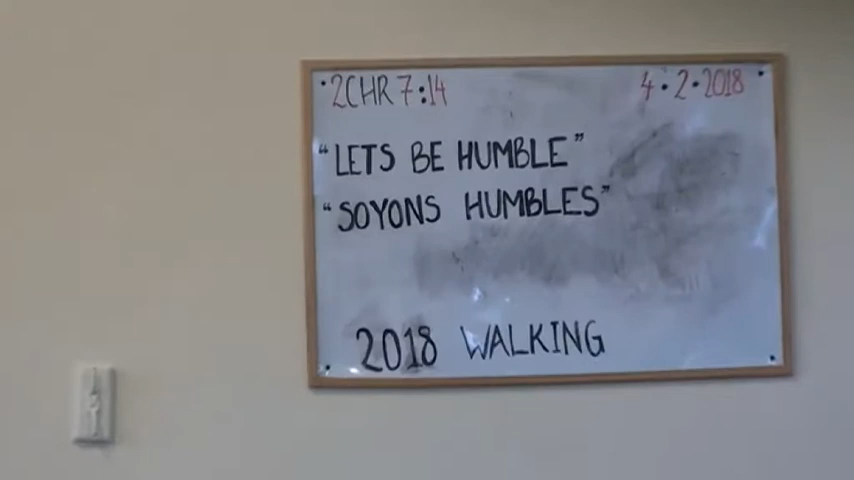 •2CHR 7:14 4•2•2018
"LETS BE HUMBLE"
"SOYONS HUMBLES"
2018 WALKING